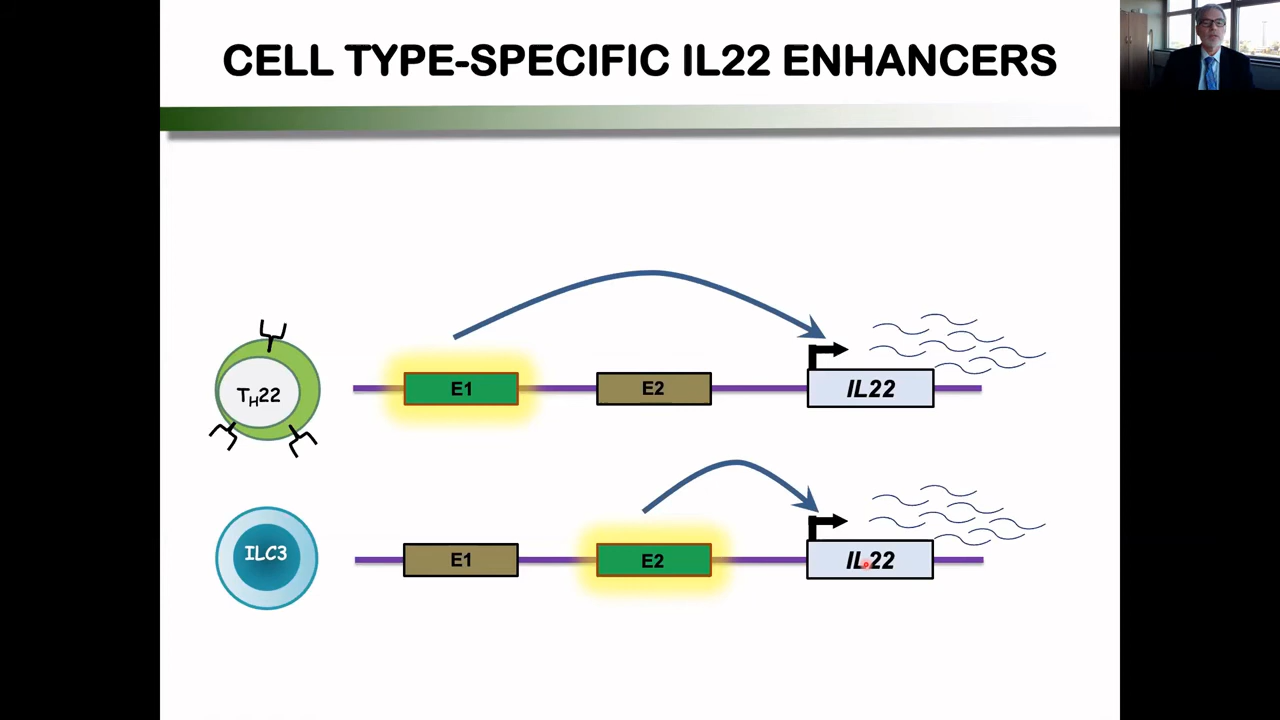 CELL TYPE-SPECIFIC IL22 ENHANCERS
TH22
E1
E2
IL22
ILC3
E1
E2
IL22